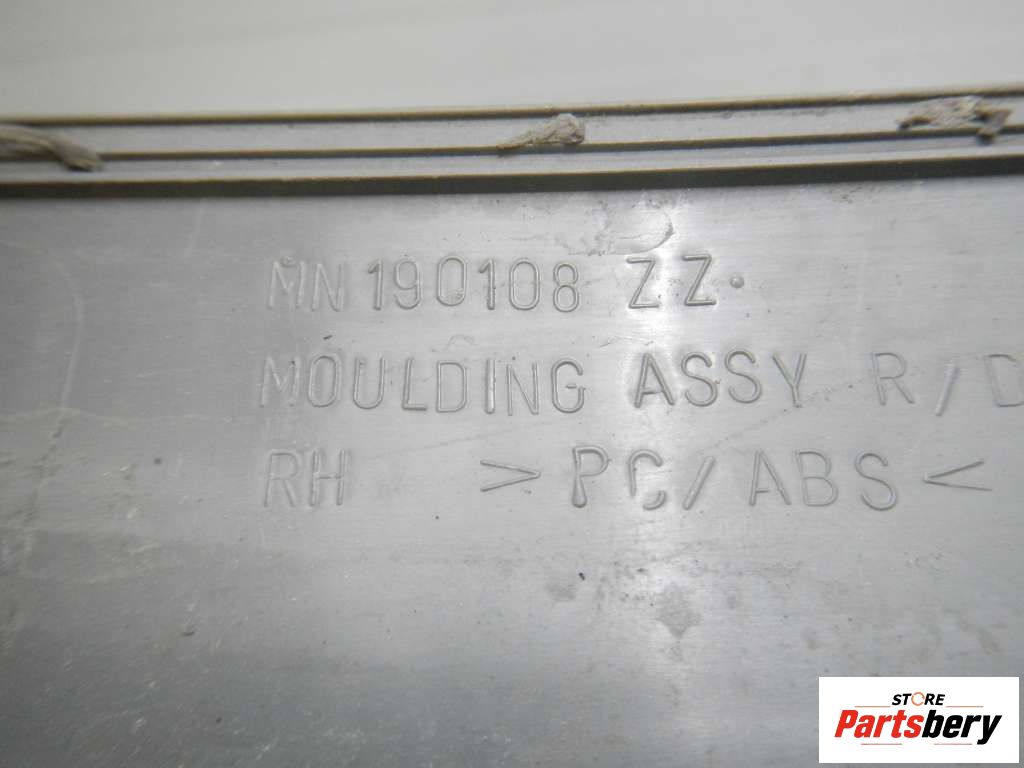 MN190108 ZZ.
MOULDING ASSY R/D
RH >PC/ABS<
STORE
Partsbery